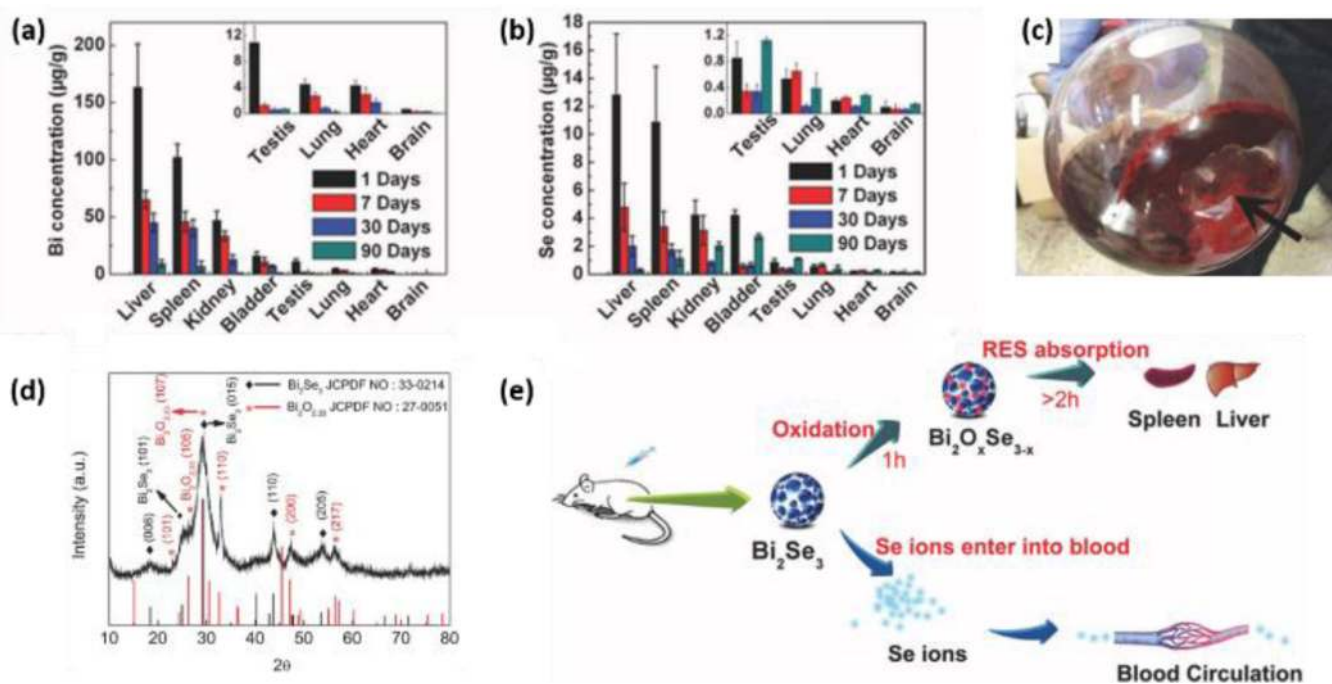 (a)
Bi concentration (µg/g)
200
150
100
50
0
12
8
4
0
Testis
Lung
Heart
Brain
1 Days
7 Days
30 Days
90 Days
Liver
Spleen
Kidney
Bladder
Testis
Lung
Heart
Brain
(b)
Se concentration (µg/g)
18
16
14
12
10
8
6
4
2
0
1.2
0.8
0.4
0.0
Testis
Lung
Heart
Brain
1 Days
7 Days
30 Days
90 Days
Liver
Spleen
Kidney
Bladder
Testis
Lung
Heart
Brain
(c)
(d)
Intensity (a.u.)
Bi2Se3 JCPDF NO : 33-0214
Bi2O2.33 JCPDF NO : 27-0051
(006)
(101)
Bi2Se3 (101)
(105)
(107)
Bi2Se3 (015)
(110)
(110)
(200)
(205)
(217)
10 20 30 40 50 60 70 80
2θ
(e)
RES absorption
>2h
Spleen Liver
Oxidation
1h
Bi2OxSe3-x
Bi2Se3
Se ions enter into blood
Se ions
Blood Circulation